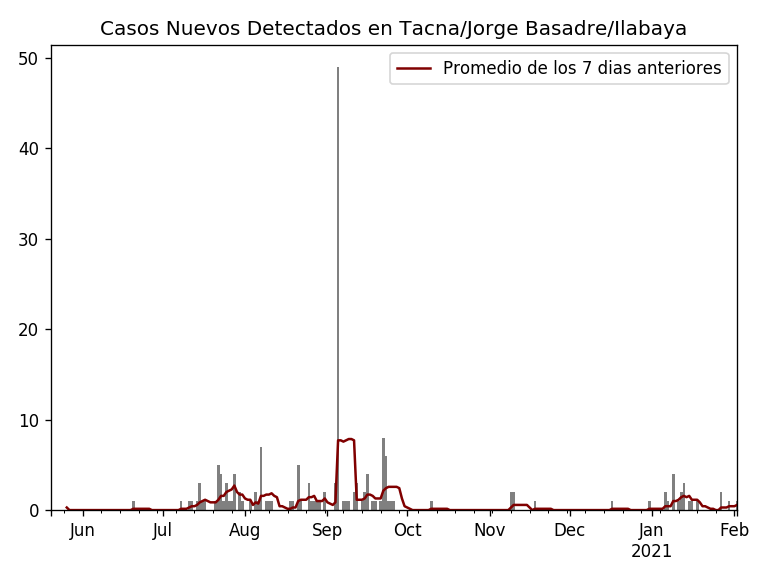 Casos Nuevos Detectados en Tacna/Jorge Basadre/Ilabaya
Promedio de los 7 dias anteriores
50
40
30
20
10
0
Jun Jul Aug Sep Oct Nov Dec Jan Feb
2021